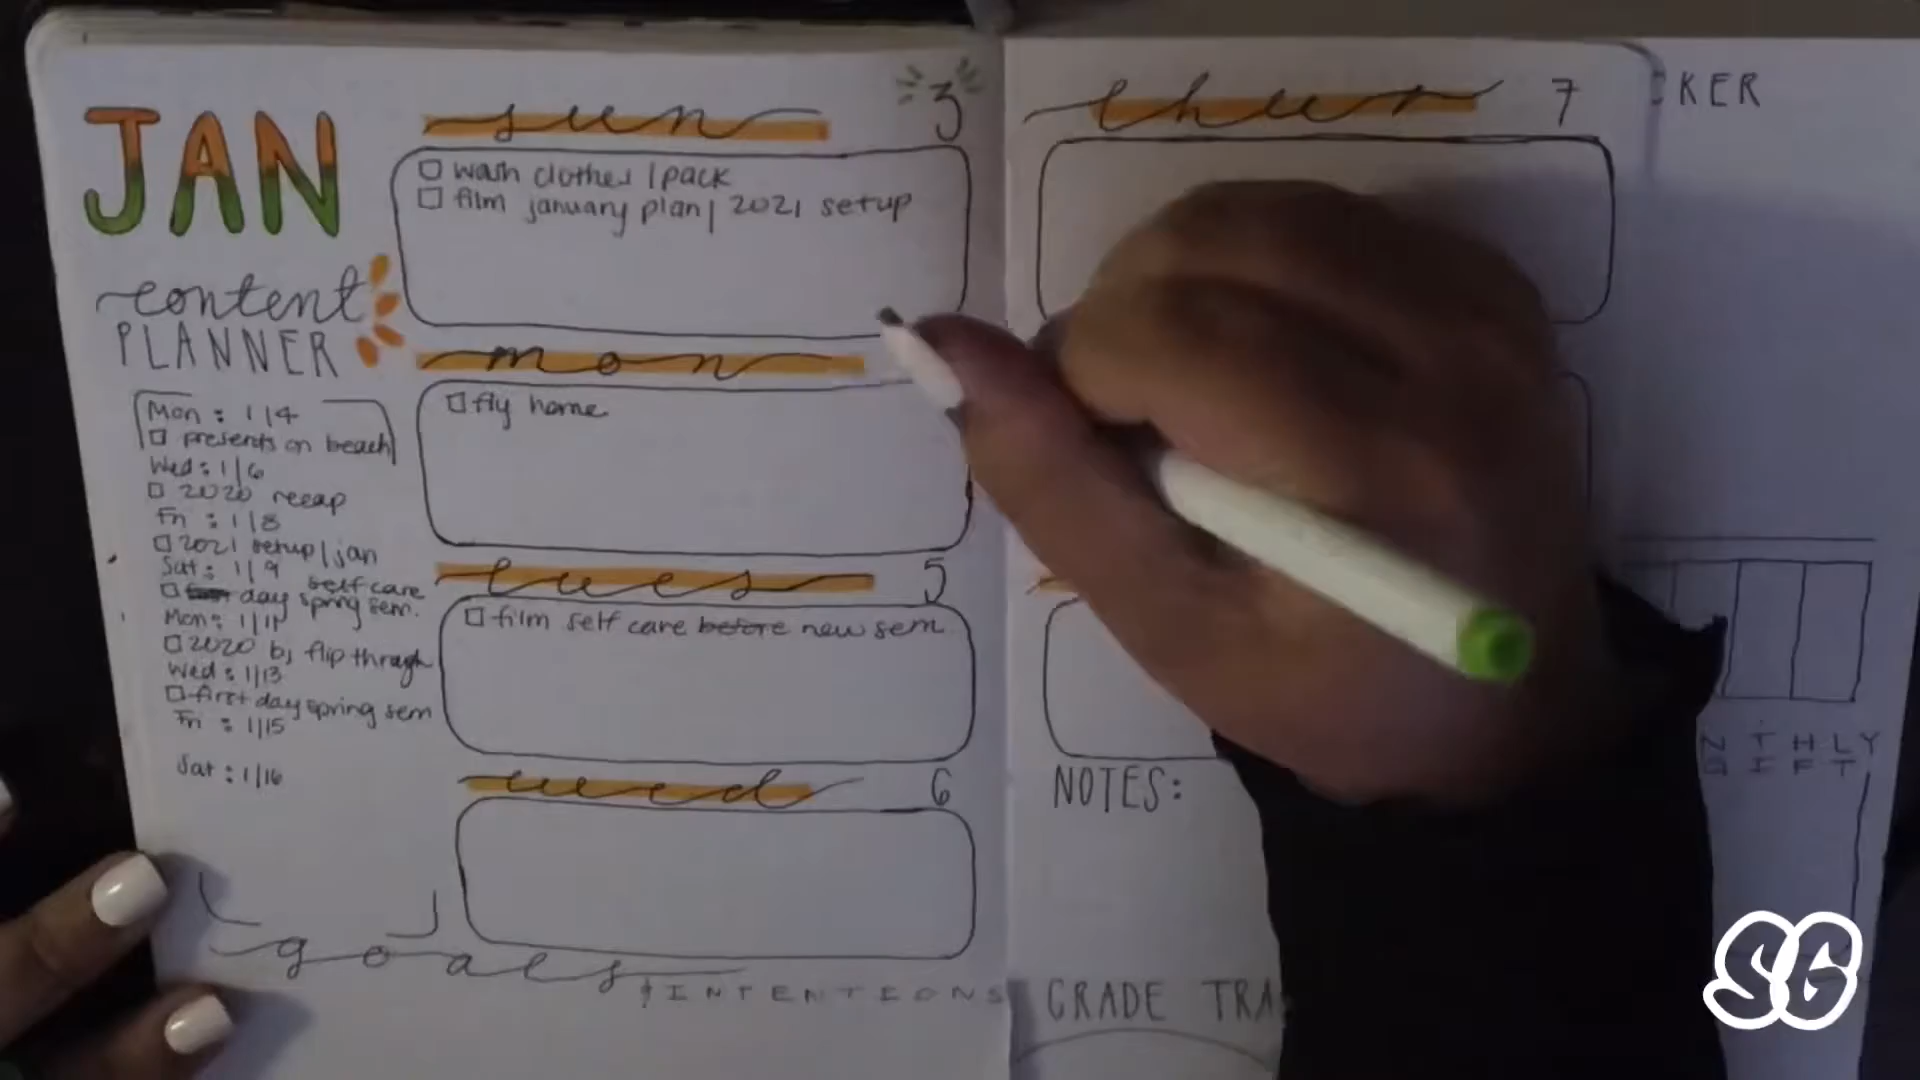 JAN
content
PLANNER
Mon : 1/4
presents on beach
Wed : 1/6
2020 recap
Fri : 1/8
2021 setup/jan
Sat : 1/9
self care
day spring sem.
Mon : 1/11
2020 bj flip through
Wed : 1/13
first day spring sem
Fri : 1/15
Sat : 1/16
sun 3
wash clothes / pack
film january plan / 2021 setup
mon
fly home
tues 5
film self care before new sem
wed 6
goals
& INTENTIONS
thur 7
NOTES:
GRADE TRA
KER
N T H L Y
SG